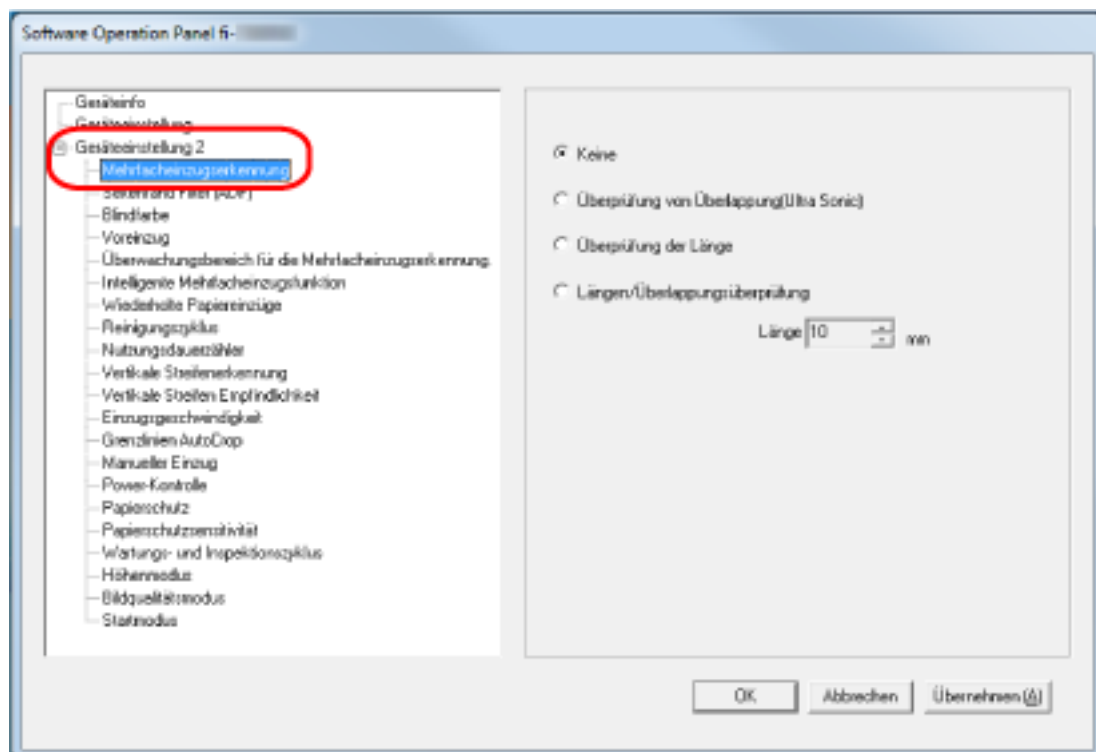 Software Operation Panel fi-
Geräteinfo
Geräteeinstellung
Geräteeinstellung 2
Mehrfacheinzugserkennung
Seitenrand Filter (ADF)
Blindfarbe
Voreinzug
Überwachungsbereich für die Mehrfacheinzugserkennung.
Intelligente Mehrfacheinzugsfunktion
Wiederholte Papiereinzüge
Reinigungszyklus
Nutzungsdauerzähler
Vertikale Streifenerkennung
Vertikale Streifen Empfindlichkeit
Einzugsgeschwindigkeit
Grenzlinien AutoCrop
Manueller Einzug
Power-Kontrolle
Papierschutz
Papierschutzsensitivität
Wartungs- und Inspektionszyklus
Höhenmodus
Bildqualitätsmodus
Startmodus
Keine
Überprüfung von Überlappung(Ultra Sonic)
Überprüfung der Länge
Längen/Überlappungsüberprüfung
Länge 10 mm
OK Abbrechen Übernehmen (A)